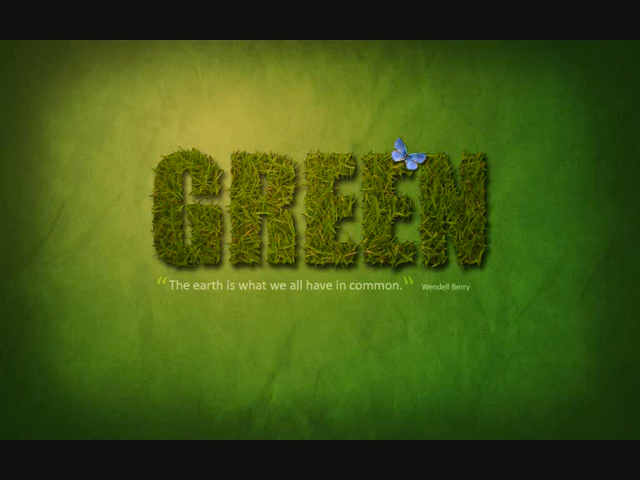 GREEN
“The earth is what we all have in common.” Wendell Berry